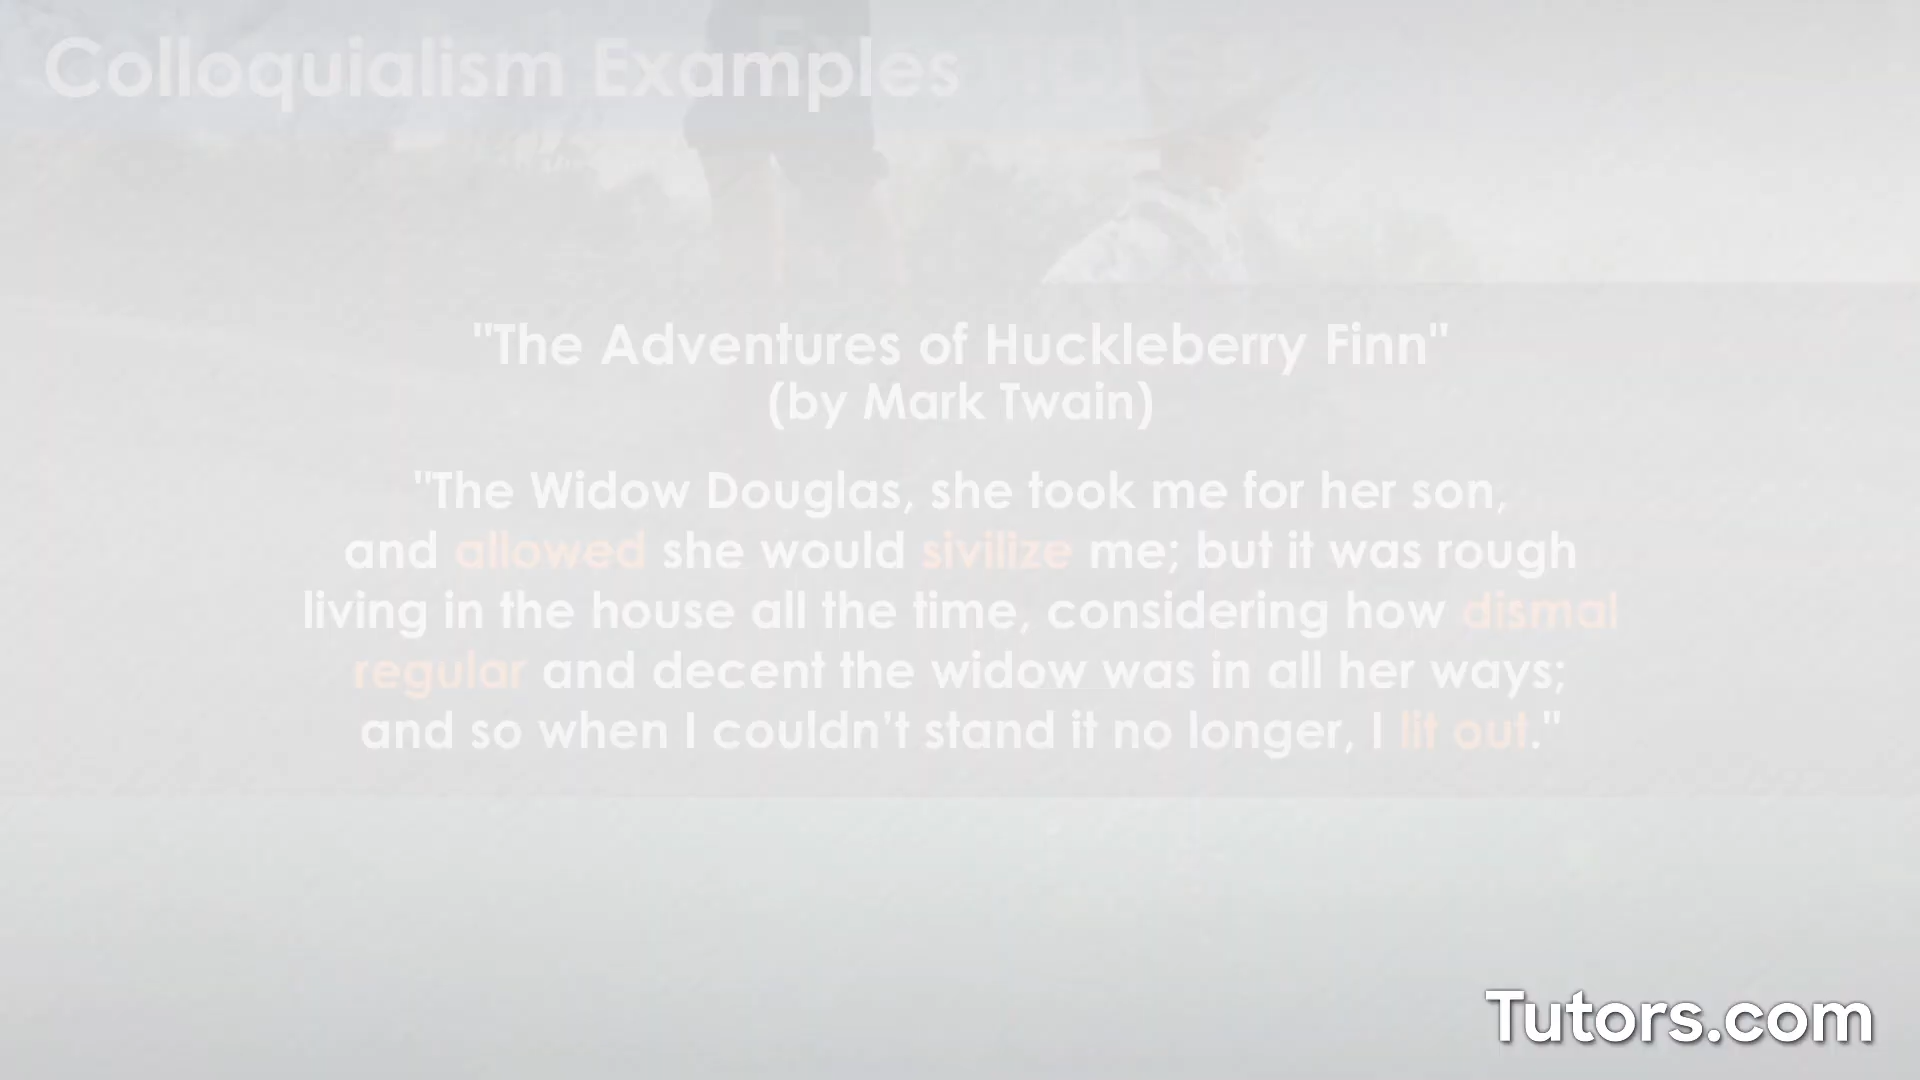 Colloquialism Examples
"The Adventures of Huckleberry Finn"
(by Mark Twain)
"The Widow Douglas, she took me for her son,
and allowed she would sivilize me; but it was rough
living in the house all the time, considering how dismal
regular and decent the widow was in all her ways;
and so when I couldn’t stand it no longer, I lit out."
Tutors.com